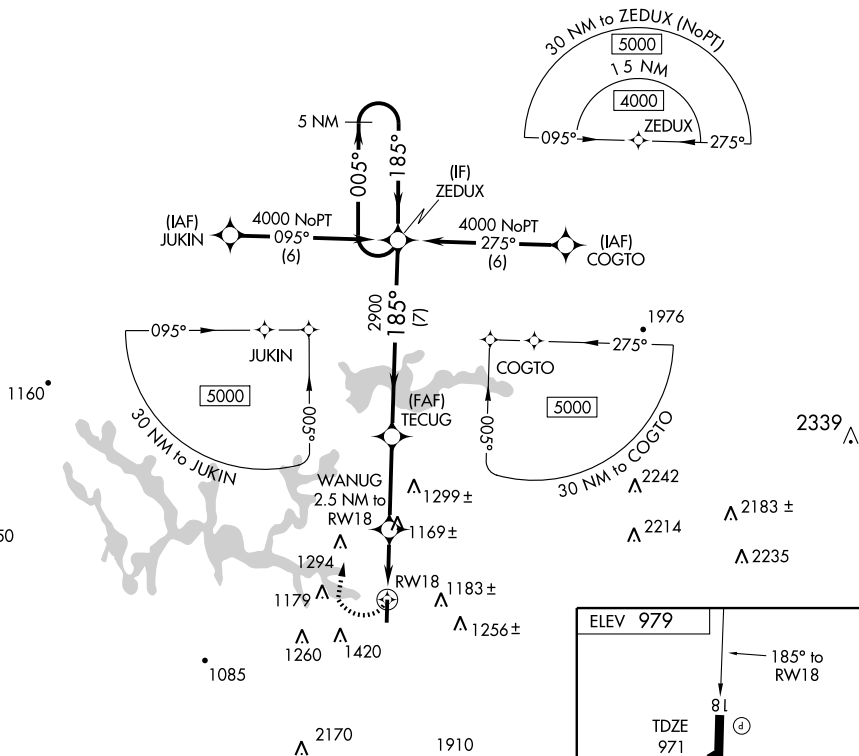 30 NM to ZEDUX (NoPT)
5000
15 NM
4000
ZEDUX
095°
275°
5 NM
005°
185°
(IF)
ZEDUX
(IAF)
JUKIN
4000 NoPT
095°
(6)
4000 NoPT
275°
(6)
(IAF)
COGTO
2900
185°
(7)
095°
JUKIN
005°
5000
30 NM to JUKIN
1976
275°
COGTO
005°
5000
30 NM to COGTO
1160
(FAF)
TECUG
2339
WANUG
2.5 NM to
RW18
1299±
1169±
2242
2183 ±
2214
2235
50
1294
1179
RW18
1183±
1256±
1260
1420
1085
2170
1910
ELEV 979
185° to
RW18
18
TDZE
971
P